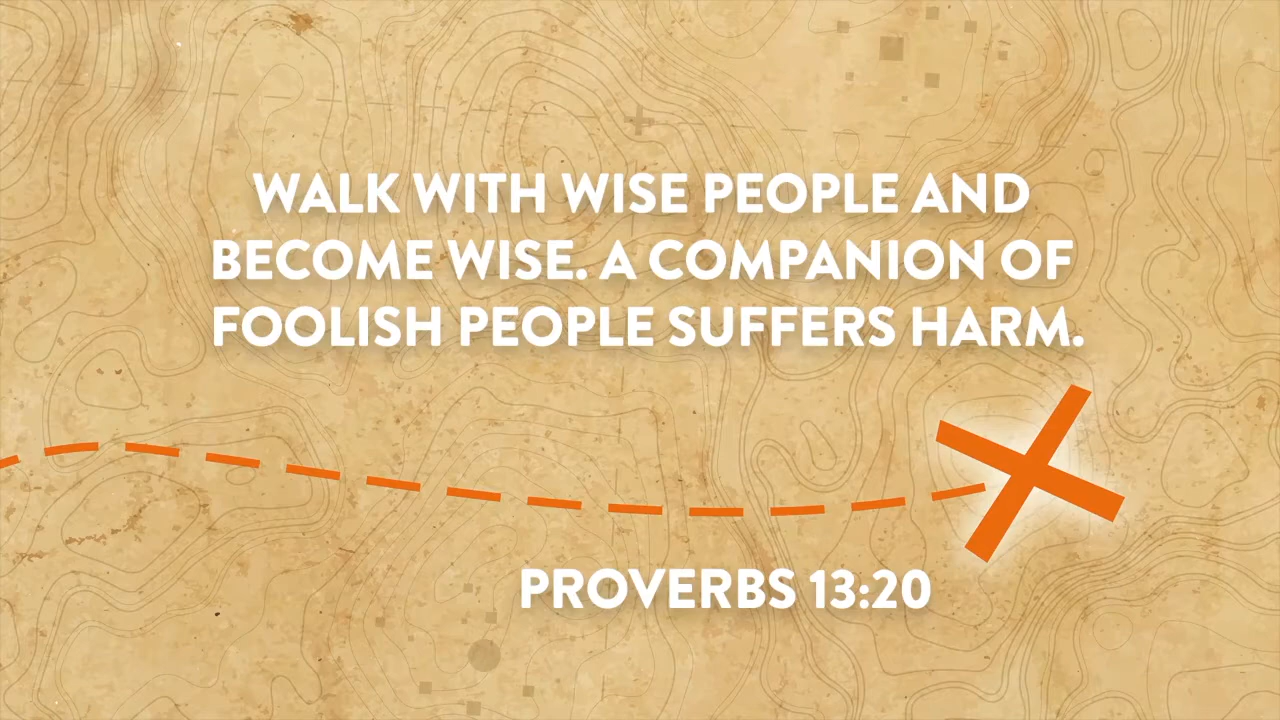 WALK WITH WISE PEOPLE AND
BECOME WISE. A COMPANION OF
FOOLISH PEOPLE SUFFERS HARM.
PROVERBS 13:20